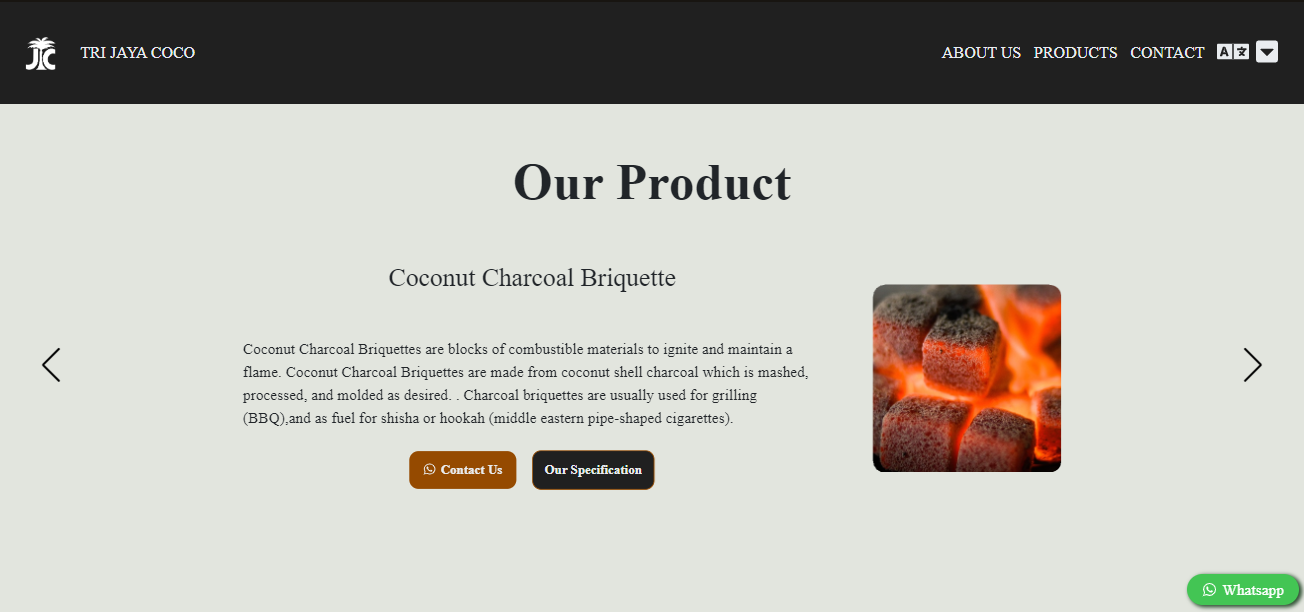 JC
TRI JAYA COCO
ABOUT US
PRODUCTS
CONTACT
A
Our Product
Coconut Charcoal Briquette
Coconut Charcoal Briquettes are blocks of combustible materials to ignite and maintain a
flame. Coconut Charcoal Briquettes are made from coconut shell charcoal which is mashed,
processed, and molded as desired. . Charcoal briquettes are usually used for grilling
(BBQ),and as fuel for shisha or hookah (middle eastern pipe-shaped cigarettes).
Contact Us
Our Specification
Whatsapp